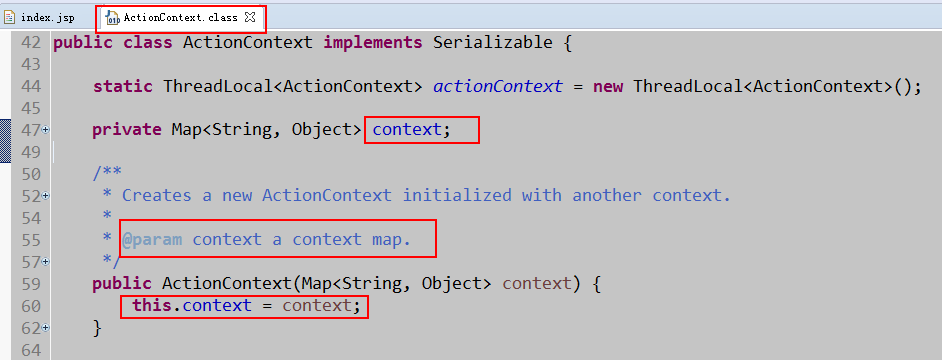 index.jsp ActionContext.class
42 public class ActionContext implements Serializable {
43
44 static ThreadLocal<ActionContext> actionContext = new ThreadLocal<ActionContext>();
45
47 private Map<String, Object> context;
49
50 /**
52 * Creates a new ActionContext initialized with another context.
54 *
55 * @param context a context map.
57 */
59 public ActionContext(Map<String, Object> context) {
60 this.context = context;
62 }
64